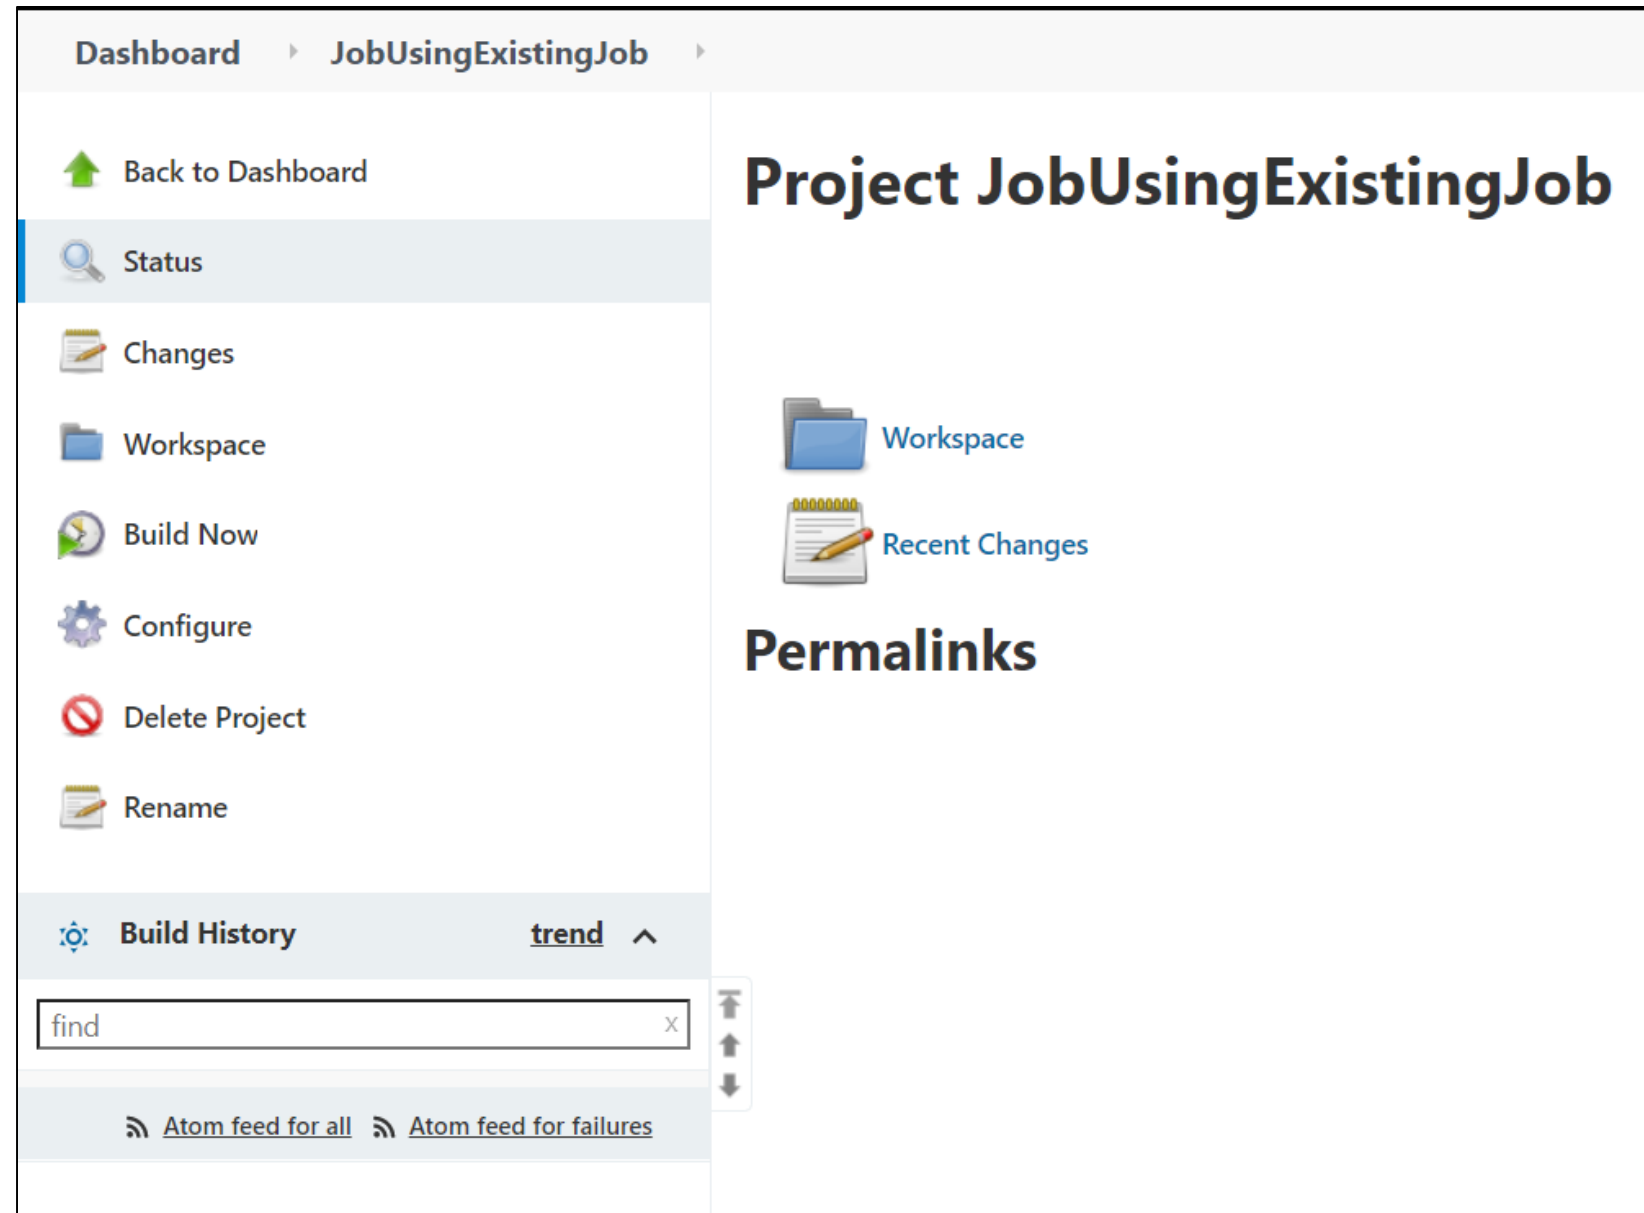 Dashboard JobUsingExistingJob
Back to Dashboard
Status
Changes
Workspace
Build Now
Configure
Delete Project
Rename
Build History trend
find x
Atom feed for all Atom feed for failures
Project JobUsingExistingJob
Workspace
Recent Changes
Permalinks